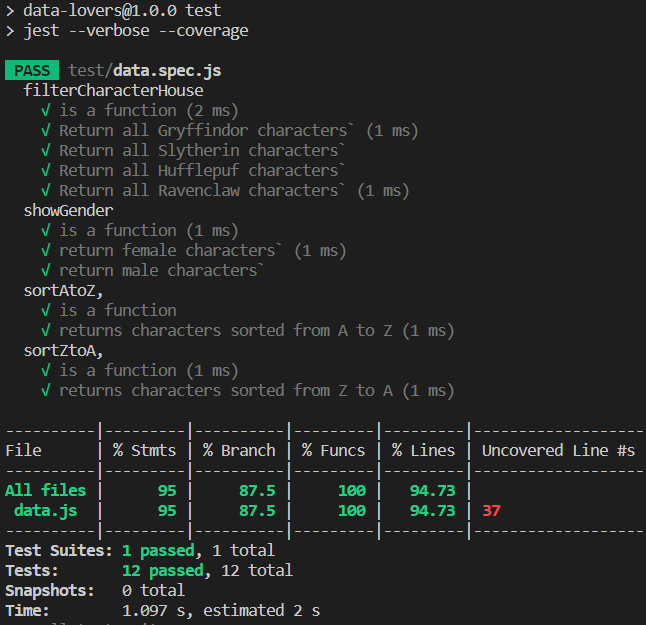 > data-lovers@1.0.0 test
> jest --verbose --coverage
PASS test/data.spec.js
filterCharacterHouse
√ is a function (2 ms)
√ Return all Gryffindor characters` (1 ms)
√ Return all Slytherin characters`
√ Return all Hufflepuf characters`
√ Return all Ravenclaw characters` (1 ms)
showGender
√ is a function (1 ms)
√ return female characters` (1 ms)
√ return male characters`
sortAtoZ,
√ is a function
√ returns characters sorted from A to Z (1 ms)
sortZtoA,
√ is a function (1 ms)
√ returns characters sorted from Z to A (1 ms)
----------|---------|----------|---------|---------|-------------------
File      | % Stmts | % Branch | % Funcs | % Lines | Uncovered Line #s
----------|---------|----------|---------|---------|-------------------
All files |      95 |     87.5 |     100 |   94.73 |
 data.js  |      95 |     87.5 |     100 |   94.73 | 37
----------|---------|----------|---------|---------|-------------------
Test Suites: 1 passed, 1 total
Tests:       12 passed, 12 total
Snapshots:   0 total
Time:        1.097 s, estimated 2 s